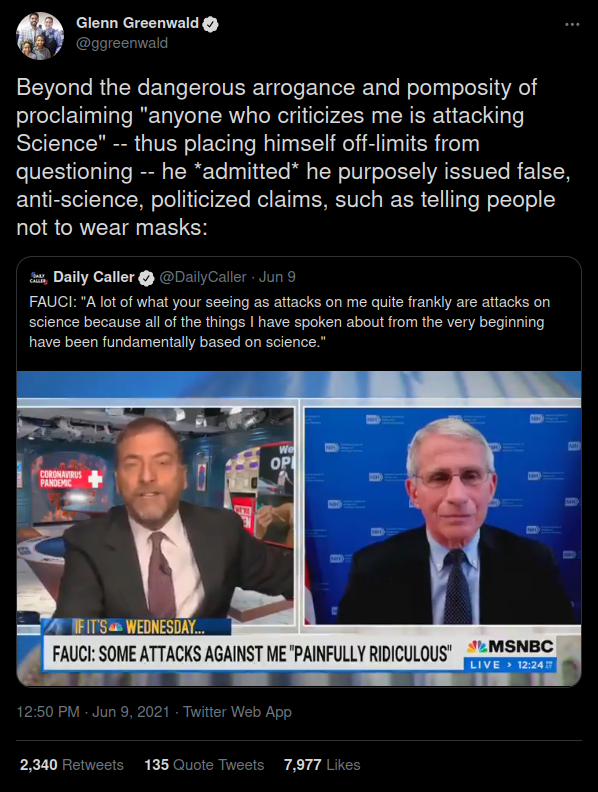 Glenn Greenwald
@ggreenwald
Beyond the dangerous arrogance and pomposity of
proclaiming "anyone who criticizes me is attacking
Science" -- thus placing himself off-limits from
questioning -- he *admitted* he purposely issued false,
anti-science, politicized claims, such as telling people
not to wear masks:
DAILY CALLER Daily Caller @DailyCaller · Jun 9
FAUCI: "A lot of what your seeing as attacks on me quite frankly are attacks on
science because all of the things I have spoken about from the very beginning
have been fundamentally based on science."
CORONAVIRUS
PANDEMIC
We
OP
NIH
IF IT'S WEDNESDAY...
FAUCI: SOME ATTACKS AGAINST ME "PAINFULLY RIDICULOUS"
MSNBC
LIVE > 12:24
12:50 PM · Jun 9, 2021 · Twitter Web App
2,340 Retweets 135 Quote Tweets 7,977 Likes